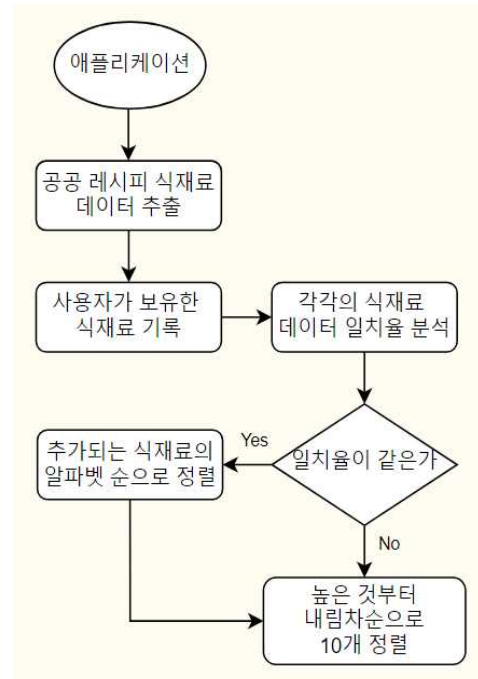 애플리케이션
공공 레시피 식재료
데이터 추출
사용자가 보유한
식재료 기록
각각의 식재료
데이터 일치율 분석
일치율이 같은가
Yes
추가되는 식재료의
알파벳 순으로 정렬
No
높은 것부터
내림차순으로
10개 정렬